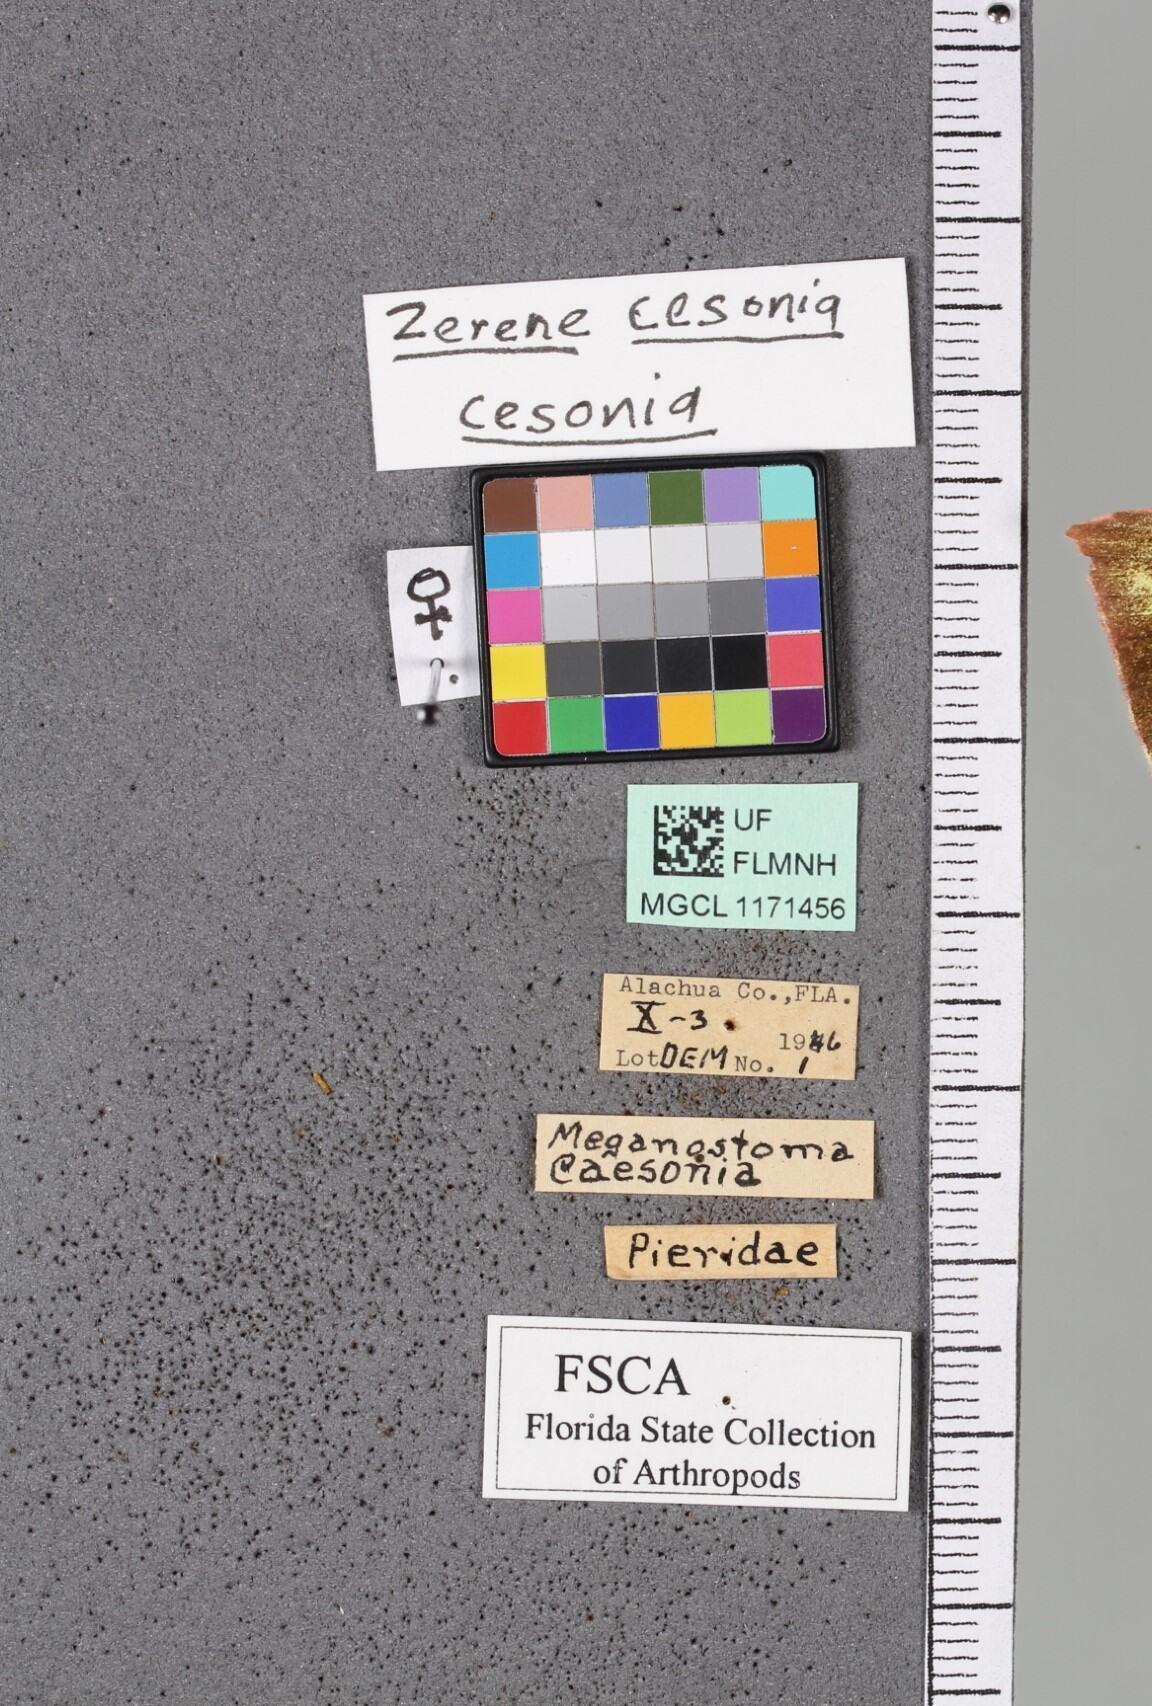 Zerene cesonia
cesonia
♀
UF
FLMNH
MGCL 1171456
Alachua Co., FLA.
X-3. 1946
Lot DEM No. 1
Meganostoma
Caesonia
Pieridae
FSCA
Florida State Collection
of Arthropods